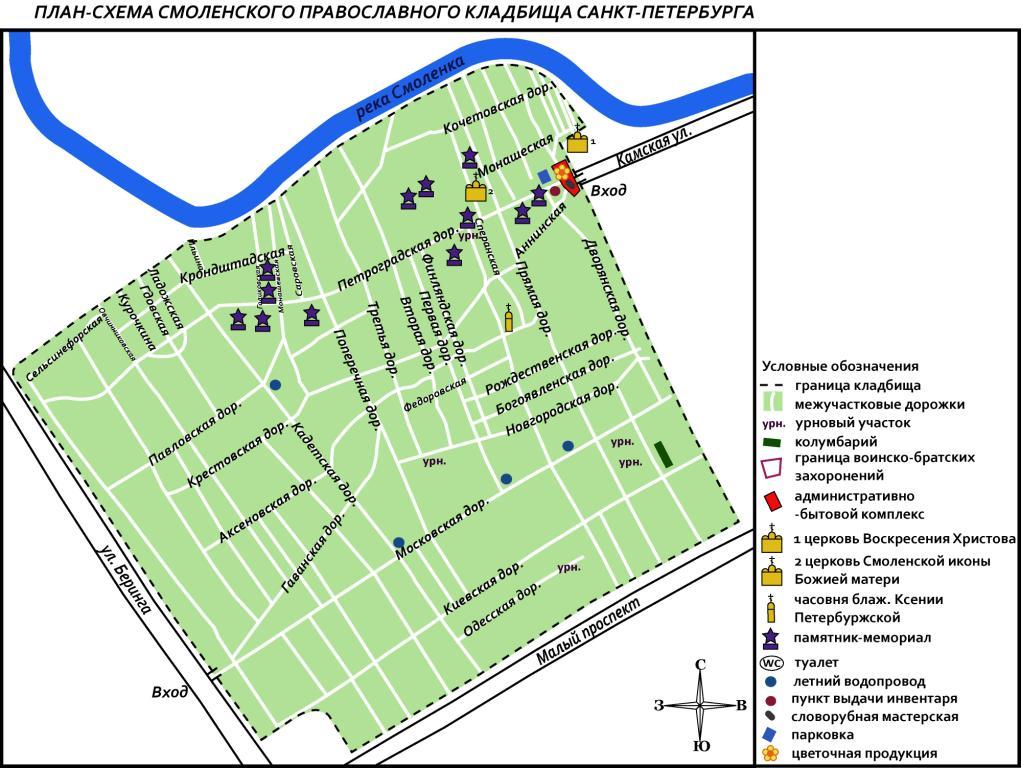 ПЛАН-СХЕМА СМОЛЕНСКОГО ПРАВОСЛАВНОГО КЛАДБИЩА САНКТ-ПЕТЕРБУРГА
река Смоленка
Кочетовская дор.
Монашеская
1
Камская ул.
Вход
2
Петроградская дор.
урн.
Сперанская
Аннинская
Дворянская дор.
Прямая дор.
Кронштадтская
Саровская
Монашевская
Ладожская
Гдовская
Курочкина
Овчинниковская
Сельсинефорская
Финляндская дор.
Первая дор.
Вторая дор.
Третья дор.
Поперечная дор.
Федоровская
Рождественская дор.
Богоявленская дор.
Новгородская дор.
Павловская дор.
Крестовская дор.
Кадетская дор.
Аксеновская дор.
Гаванская дор.
Московская дор.
урн.
урн.
урн.
урн.
Киевская дор.
Одесская дор.
ул. Беринга
Вход
Малый проспект
С
З
В
Ю
Условные обозначения
граница кладбища
межучастковые дорожки
урн. урновый участок
колумбарий
граница воинско-братских
захоронений
административно
-бытовой комплекс
1 церковь Воскресения Христова
2 церковь Смоленской иконы
Божией матери
часовня блаж. Ксении
Петербуржской
памятник-мемориал
WC туалет
летний водопровод
пункт выдачи инвентаря
словорубная мастерская
парковка
цветочная продукция